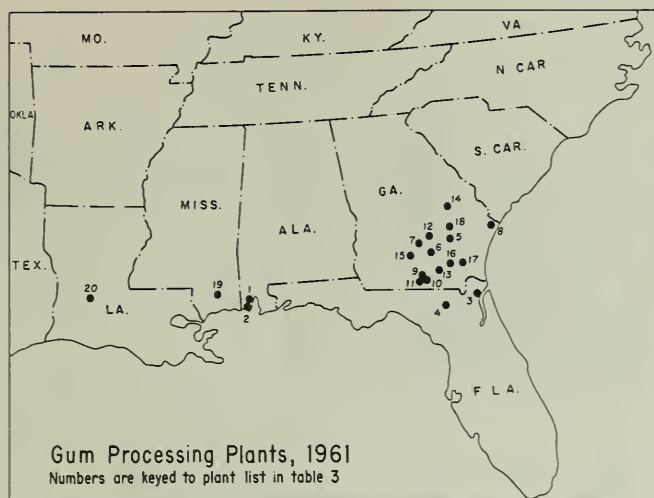 MO.
KY.
VA
N CAR
TENN.
OKLA
ARK.
S. CAR.
MISS.
ALA.
GA.
TEX.
LA.
FLA.
14
18
12
5
8
7
6
15
16
17
9
13
11
10
3
4
20
19
1
2
Gum Processing Plants, 1961
Numbers are keyed to plant list in table 3